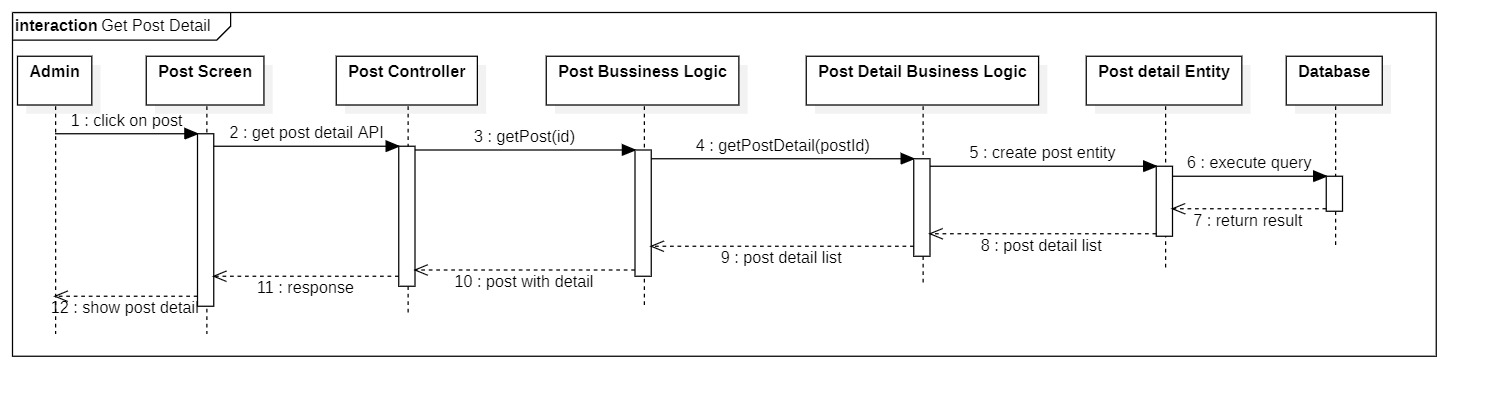 interaction Get Post Detail
Admin
Post Screen
Post Controller
Post Bussiness Logic
Post Detail Business Logic
Post detail Entity
Database
1 : click on post
2 : get post detail API
3 : getPost(id)
4 : getPostDetail(postId)
5 : create post entity
6 : execute query
7 : return result
8 : post detail list
9 : post detail list
10 : post with detail
11 : response
12 : show post detail